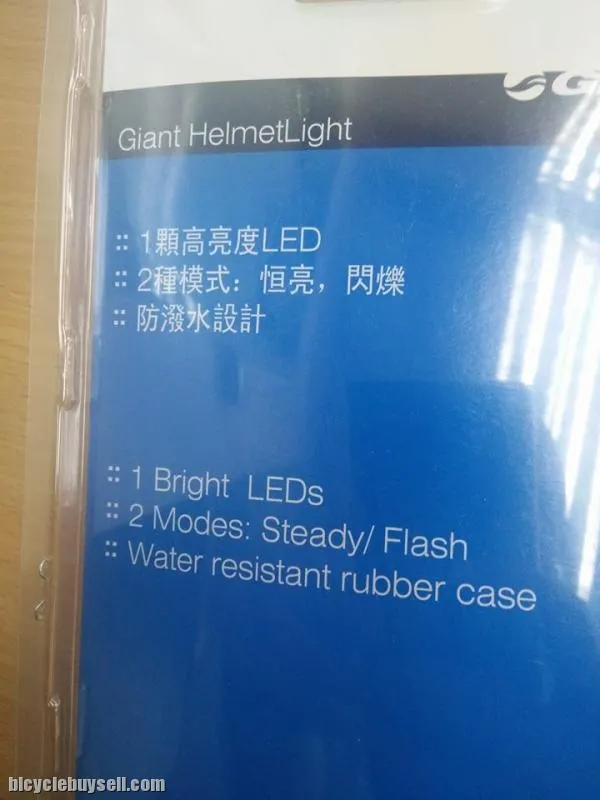 G
Giant HelmetLight
1顆高亮度LED
2種模式：恒亮，閃爍
防潑水設計
1 Bright LEDs
2 Modes: Steady/ Flash
Water resistant rubber case
bicyclebuysell.com